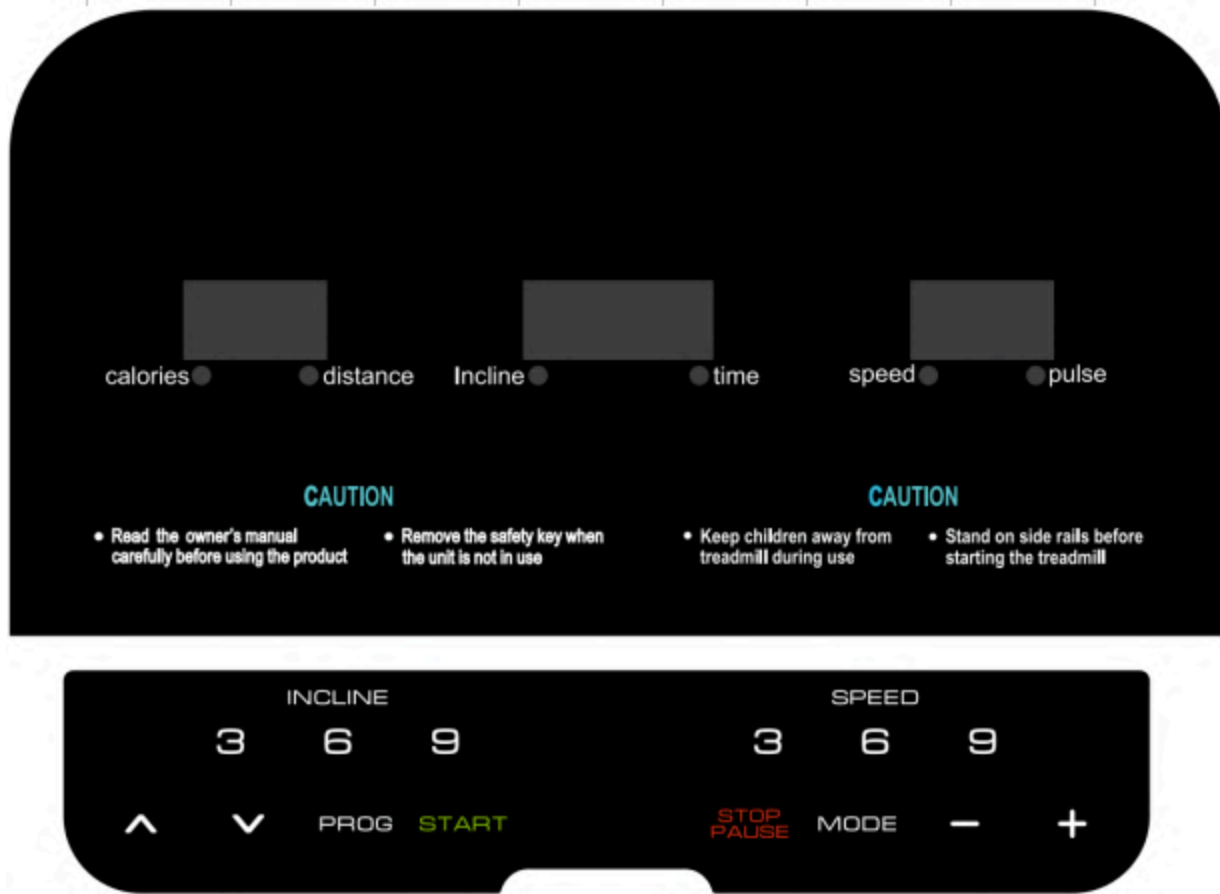 calories distance Incline time speed pulse
CAUTION
• Read the owner's manual
carefully before using the product
• Remove the safety key when
the unit is not in use
CAUTION
• Keep children away from
treadmill during use
• Stand on side rails before
starting the treadmill
INCLINE
3 6 9
SPEED
3 6 9
PROG START
STOP
PAUSE
MODE − +